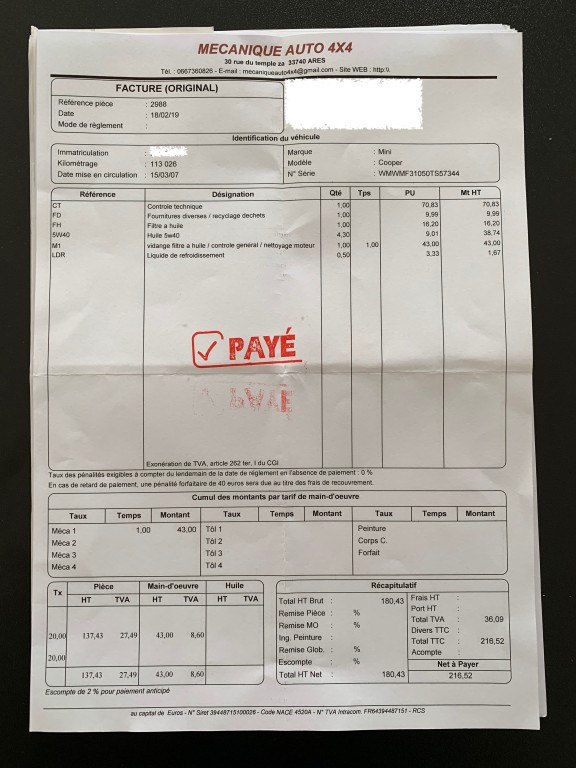 MECANIQUE AUTO 4X4
30 rue du temple za 33740 ARES
Tél. : 0667360826 - E-mail : mecaniqueauto4x4@gmail.com - Site WEB : http:\\
FACTURE (ORIGINAL)
Référence pièce : 2988
Date : 18/02/19
Mode de règlement :
Identification du véhicule
Immatriculation :
Kilométrage : 113 026
Date mise en circulation : 15/03/07
Marque : Mini
Modèle : Cooper
N° Série : WMWMF31050TS57344
Référence Désignation Qté Tps PU Mt HT
CT Controle technique 1,00 70,83 70,83
FD Fournitures diverses / recyclage dechets 1,00 9,99 9,99
FH Filtre a huile 1,00 16,20 16,20
5W40 Huile 5w40 4,30 9,01 38,74
M1 vidange filtre a huile / controle general / nettoyage moteur 1,00 1,00 43,00 43,00
LDR Liquide de refroidissement 0,50 3,33 1,67
PAYÉ
Exonération de TVA, article 262 ter, I du CGI
Taux des pénalités exigibles à compter du lendemain de la date de règlement en l'absence de paiement : 0 %
En cas de retard de paiement, une pénalité forfaitaire de 40 euros sera due au titre des frais de recouvrement.
Cumul des montants par tarif de main-d'oeuvre
Taux Temps Montant Taux Temps Montant Taux Temps Montant
Méca 1 1,00 43,00 Tôl 1 Peinture
Méca 2 Tôl 2 Corps C.
Méca 3 Tôl 3 Forfait
Méca 4 Tôl 4
Tx Pièce Main-d'oeuvre Huile
HT TVA HT TVA HT TVA
20,00 137,43 27,49 43,00 8,60
20,00
137,43 27,49 43,00 8,60
Récapitulatif
Total HT Brut : 180,43
Remise Pièce : %
Remise MO : %
Ing. Peinture :
Remise Glob. : %
Escompte : %
Total HT Net : 180,43
Frais HT :
Port HT :
Total TVA : 36,09
Divers TTC :
Total TTC : 216,52
Acompte :
Net à Payer
216,52
Escompte de 2 % pour paiement anticipé
au capital de Euros - N° Siret 39448715100026 - Code NACE 4520A - N° TVA intracom. FR64394487151 - RCS